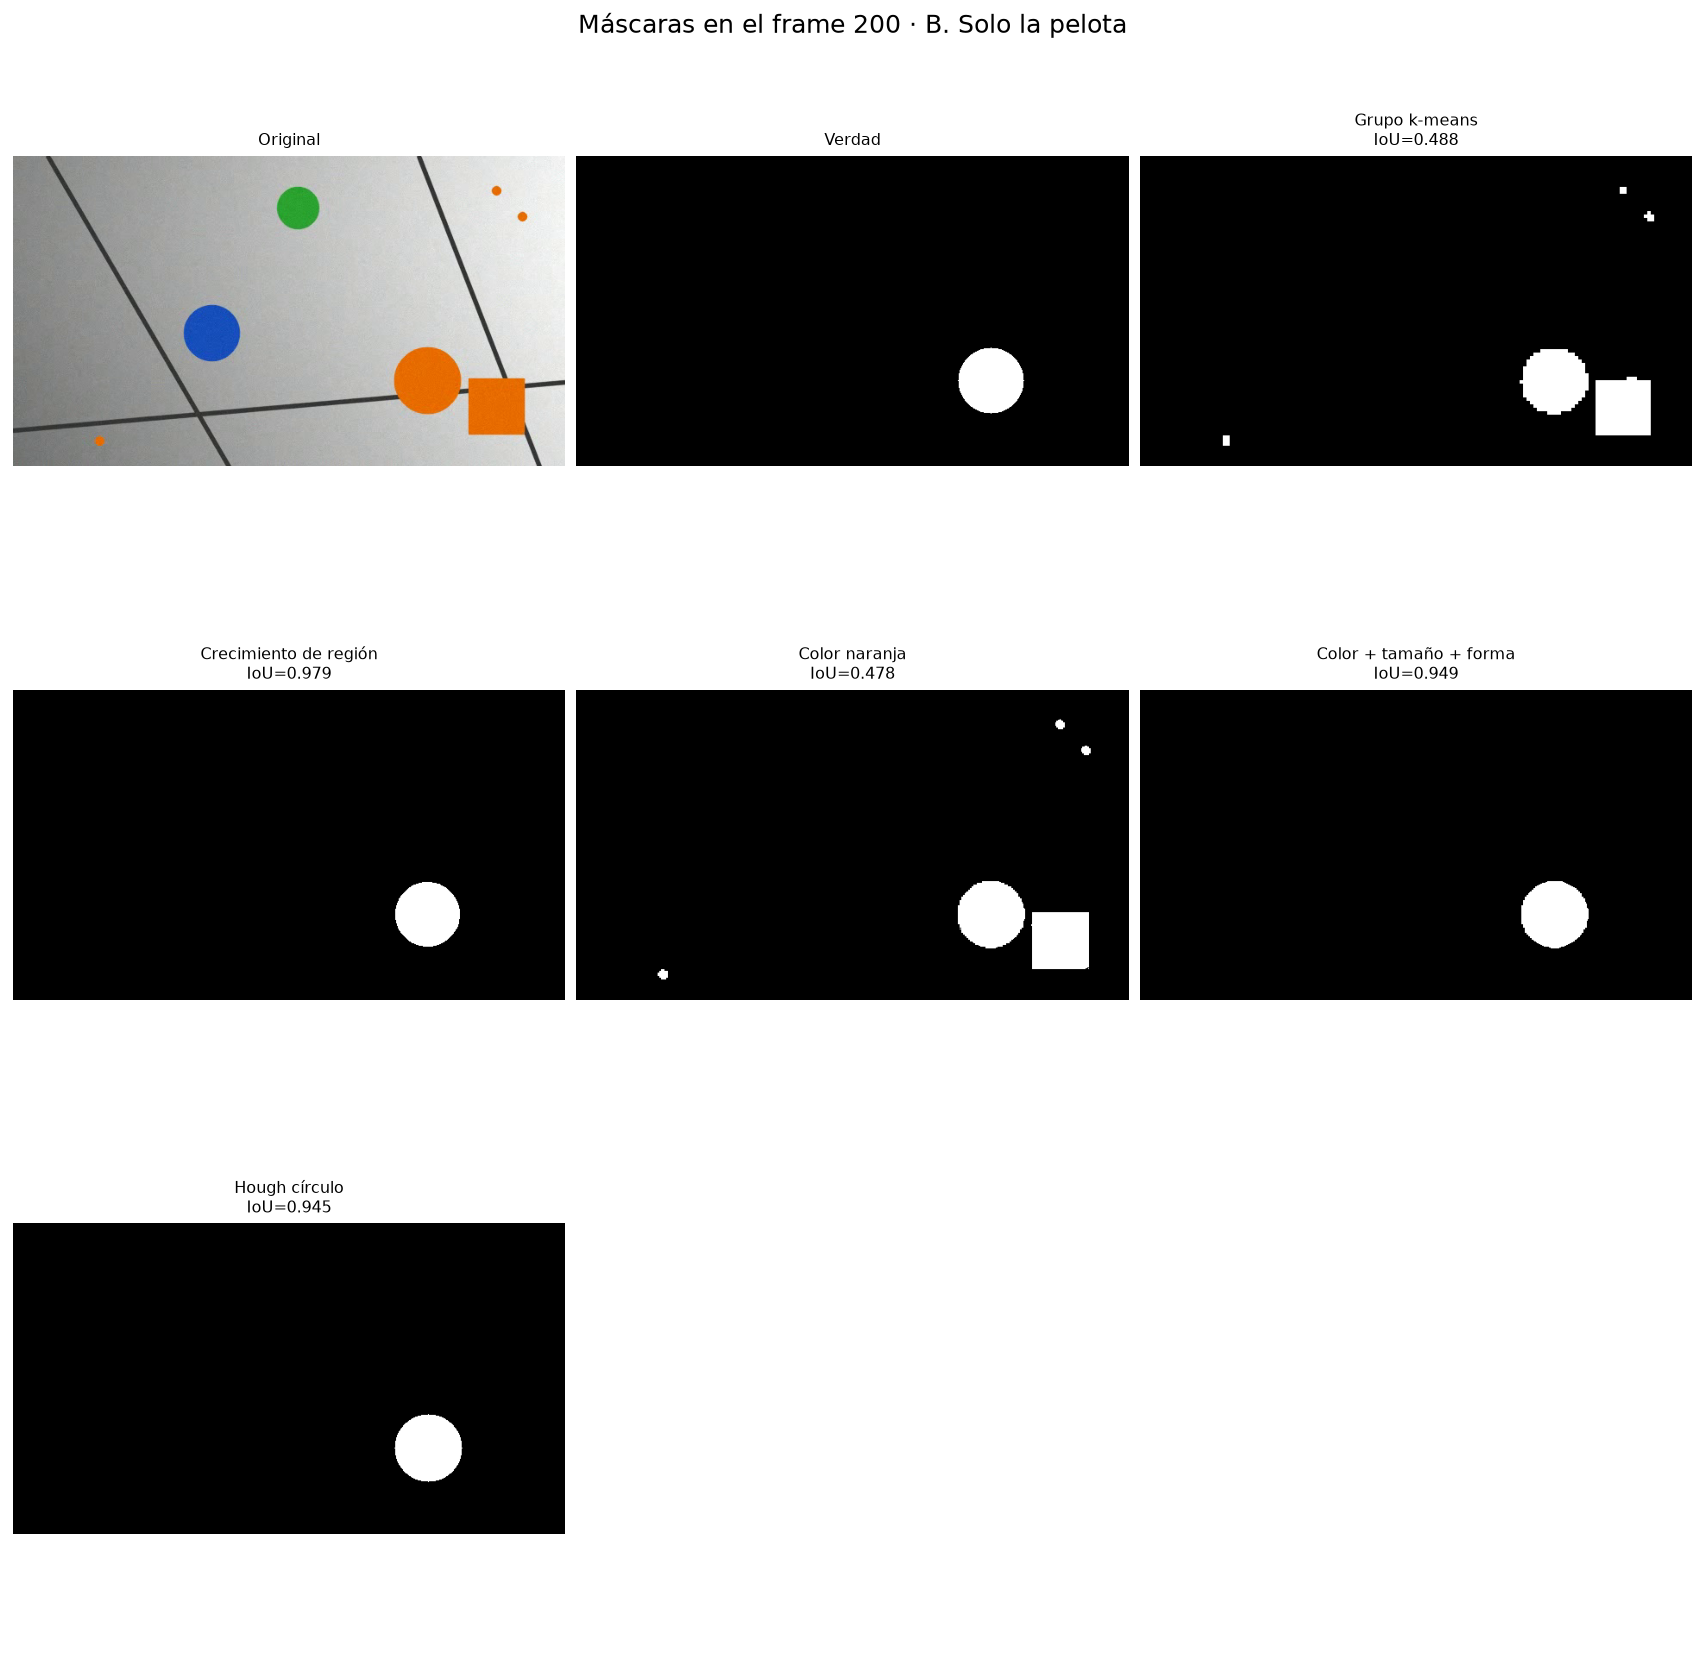 Máscaras en el frame 200 · B. Solo la pelota
Original
Verdad
Grupo k-means
IoU=0.488
Crecimiento de región
IoU=0.979
Color naranja
IoU=0.478
Color + tamaño + forma
IoU=0.949
Hough círculo
IoU=0.945